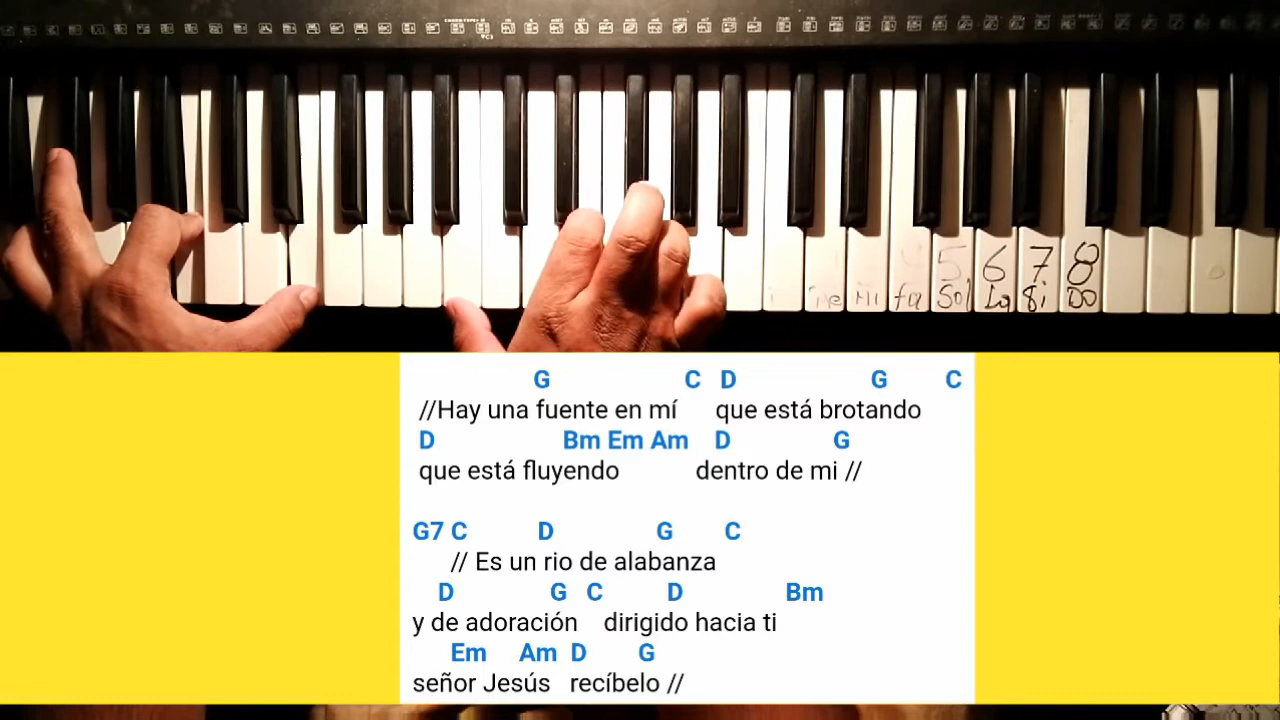 5 6 7 8
Mi fa Sol La Si Do
G C D G C
//Hay una fuente en mí que está brotando
D Bm Em Am D G
que está fluyendo dentro de mi //
G7 C D G C
// Es un rio de alabanza
D G C D Bm
y de adoración dirigido hacia ti
Em Am D G
señor Jesús recíbelo //